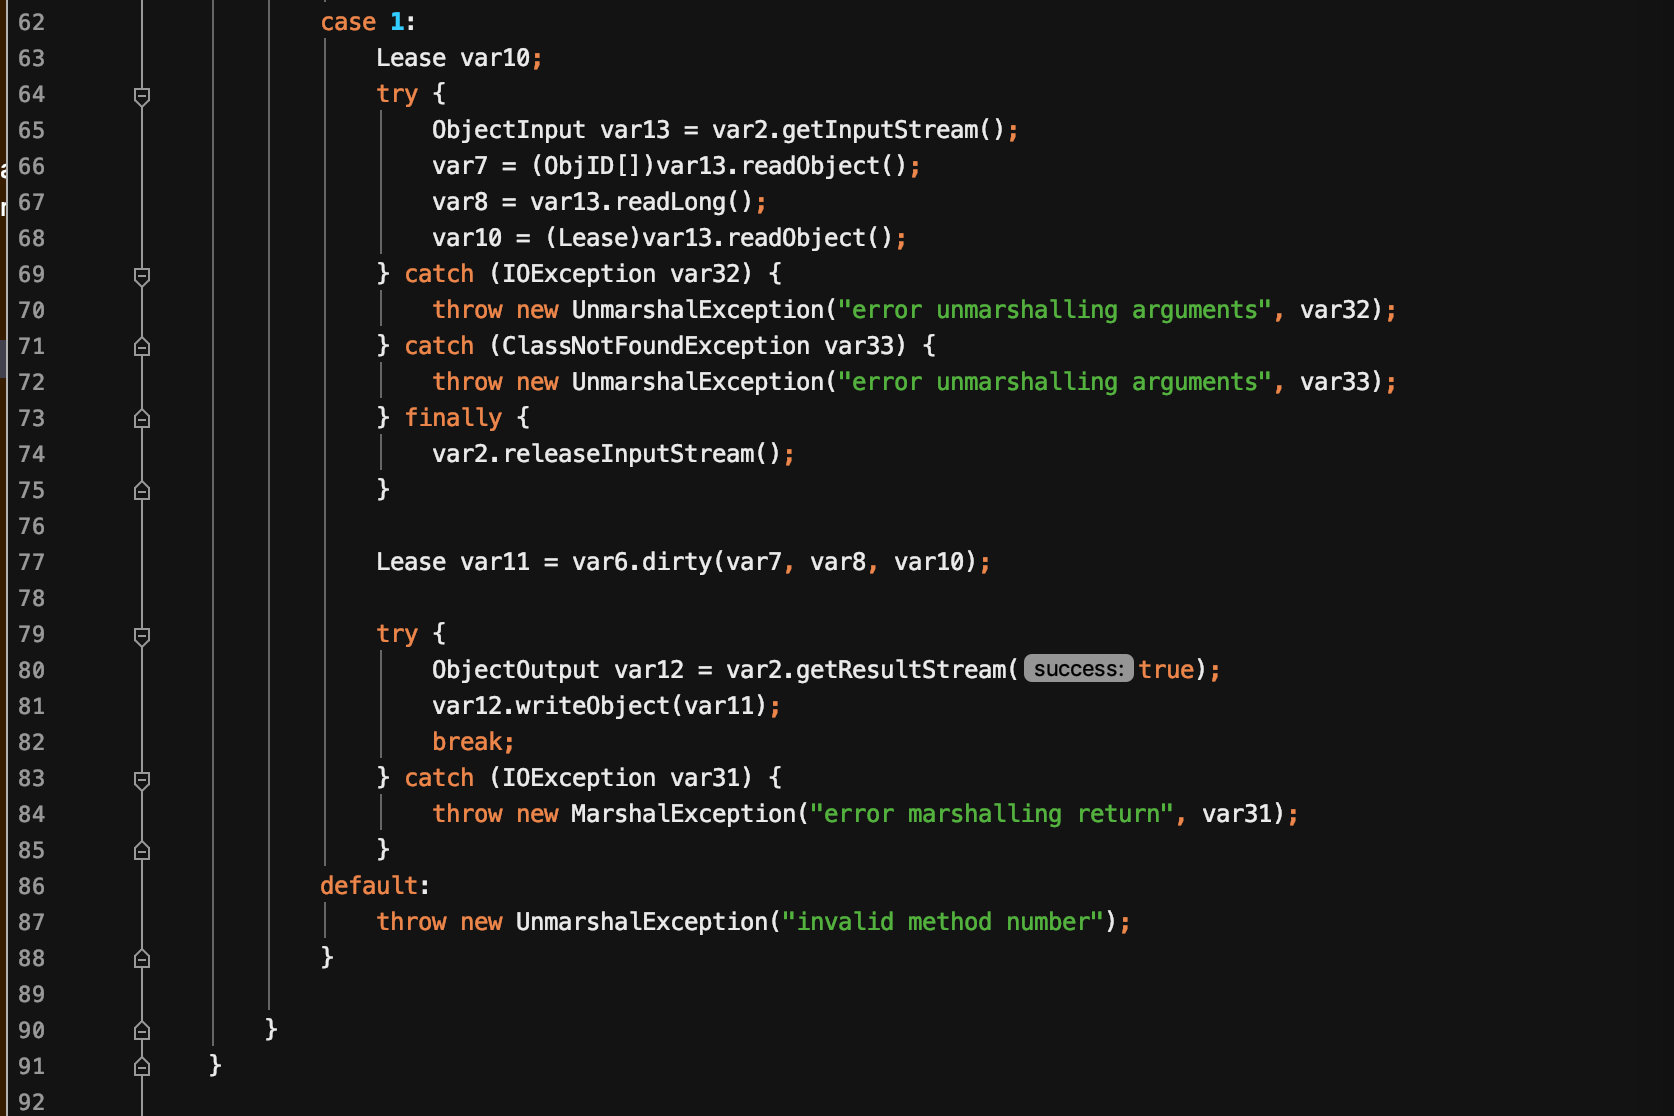 62 case 1:
63 Lease var10;
64 try {
65 ObjectInput var13 = var2.getInputStream();
66 var7 = (ObjID[])var13.readObject();
67 var8 = var13.readLong();
68 var10 = (Lease)var13.readObject();
69 } catch (IOException var32) {
70 throw new UnmarshalException("error unmarshalling arguments", var32);
71 } catch (ClassNotFoundException var33) {
72 throw new UnmarshalException("error unmarshalling arguments", var33);
73 } finally {
74 var2.releaseInputStream();
75 }
76
77 Lease var11 = var6.dirty(var7, var8, var10);
78
79 try {
80 ObjectOutput var12 = var2.getResultStream( success: true);
81 var12.writeObject(var11);
82 break;
83 } catch (IOException var31) {
84 throw new MarshalException("error marshalling return", var31);
85 }
86 default:
87 throw new UnmarshalException("invalid method number");
88 }
89
90 }
91 }
92